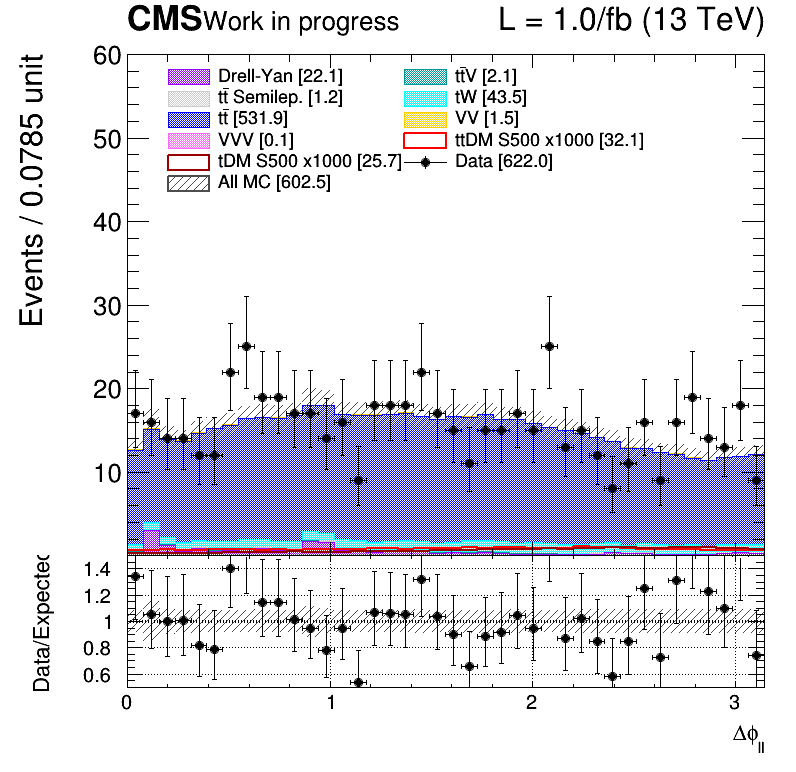 CMS Work in progress L = 1.0/fb (13 TeV)
Events / 0.0785 unit
60
50
40
30
20
10
Drell-Yan [22.1] tt̄V [2.1]
tt̄ Semilep. [1.2] tW [43.5]
tt̄ [531.9] VV [1.5]
VVV [0.1] ttDM S500 x1000 [32.1]
tDM S500 x1000 [25.7] Data [622.0]
All MC [602.5]
Data/Expected
1.4
1.2
1
0.8
0.6
0 1 2 3
Δϕ_ll